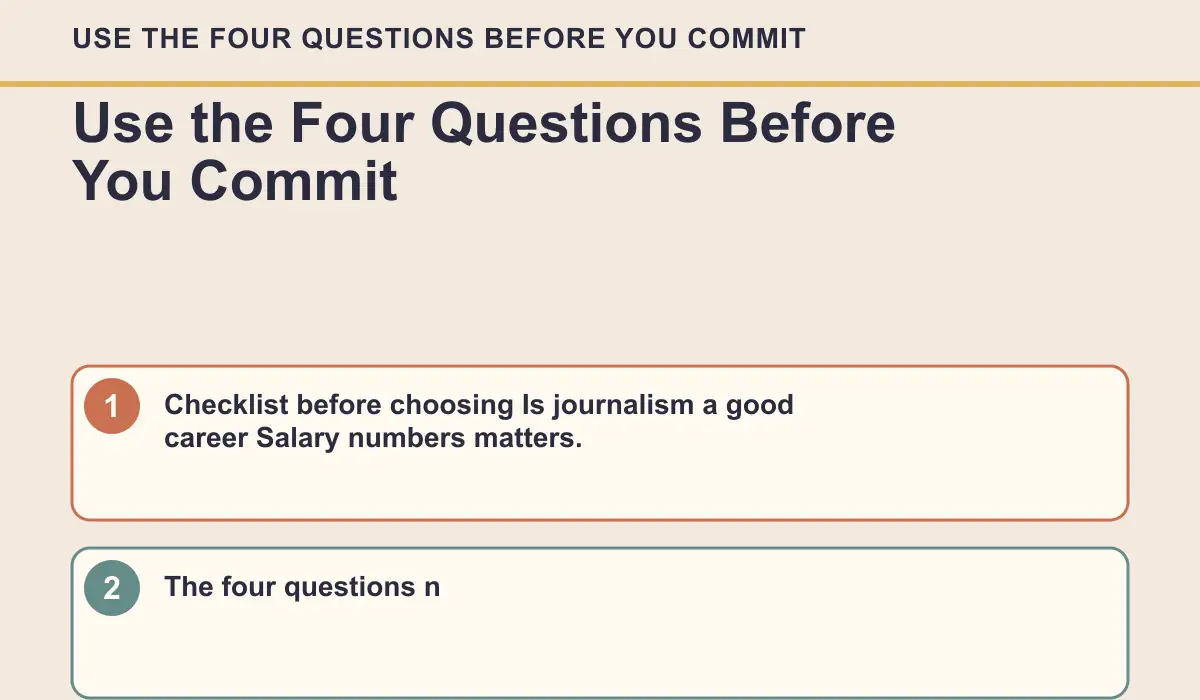 USE THE FOUR QUESTIONS BEFORE YOU COMMIT
Use the Four Questions Before
You Commit
1
Checklist before choosing Is journalism a good
career Salary numbers matters.
2
The four questions n